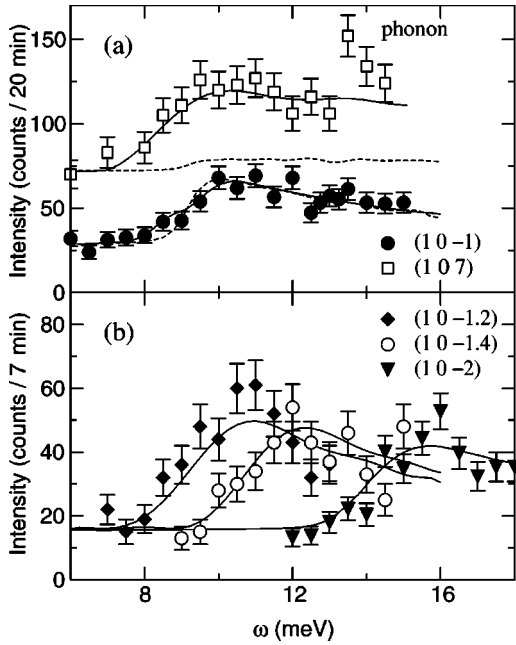 150
(a)
phonon
100
50
0
Intensity (counts / 20 min)
(1 0 −1)
(1 0 7)
80
(b)
(1 0 −1.2)
(1 0 −1.4)
(1 0 −2)
60
40
20
0
Intensity (counts / 7 min)
8 12 16
ω (meV)